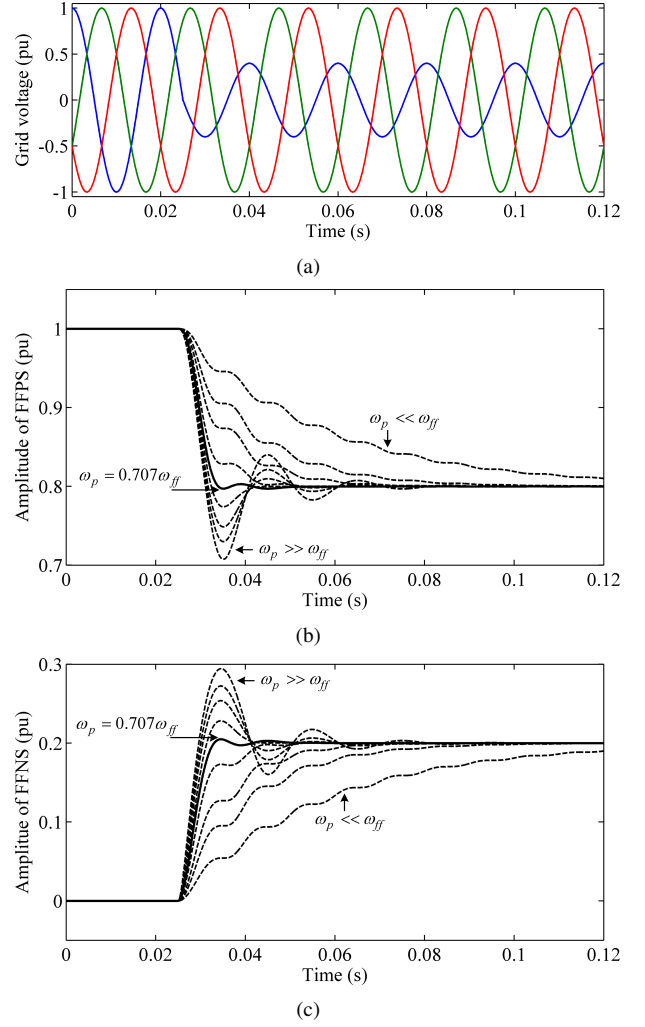 Grid voltage (pu)
1
0.5
0
-0.5
-1
0 0.02 0.04 0.06 0.08 0.1 0.12
Time (s)
(a)
Amplitude of FFPS (pu)
1
0.9
0.8
0.7
ωp << ωff
ωp = 0.707ωff
ωp >> ωff
0 0.02 0.04 0.06 0.08 0.1 0.12
Time (s)
(b)
Amplitue of FFNS (pu)
0.3
0.2
0.1
0
ωp >> ωff
ωp = 0.707ωff
ωp << ωff
0 0.02 0.04 0.06 0.08 0.1 0.12
Time (s)
(c)